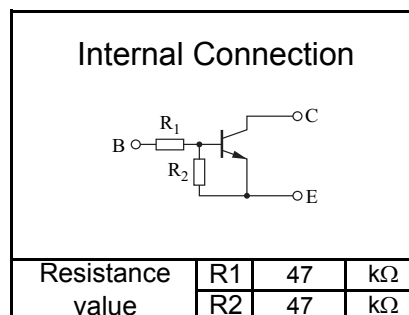 Internal Connection
C
R1
B
R2
E
Resistance value R1 47 kΩ
R2 47 kΩ